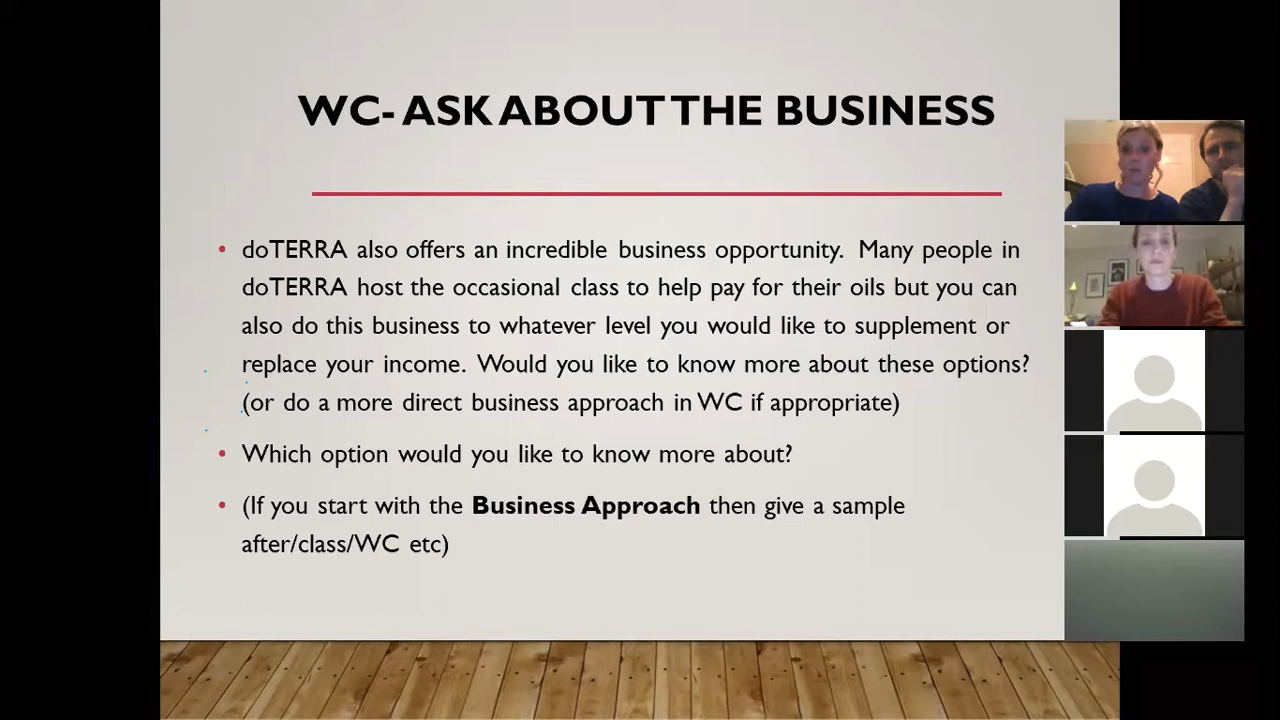 WC- ASK ABOUT THE BUSINESS
• doTERRA also offers an incredible business opportunity. Many people in
doTERRA host the occasional class to help pay for their oils but you can
also do this business to whatever level you would like to supplement or
replace your income. Would you like to know more about these options?
(or do a more direct business approach in WC if appropriate)
• Which option would you like to know more about?
• (If you start with the Business Approach then give a sample
after/class/WC etc)